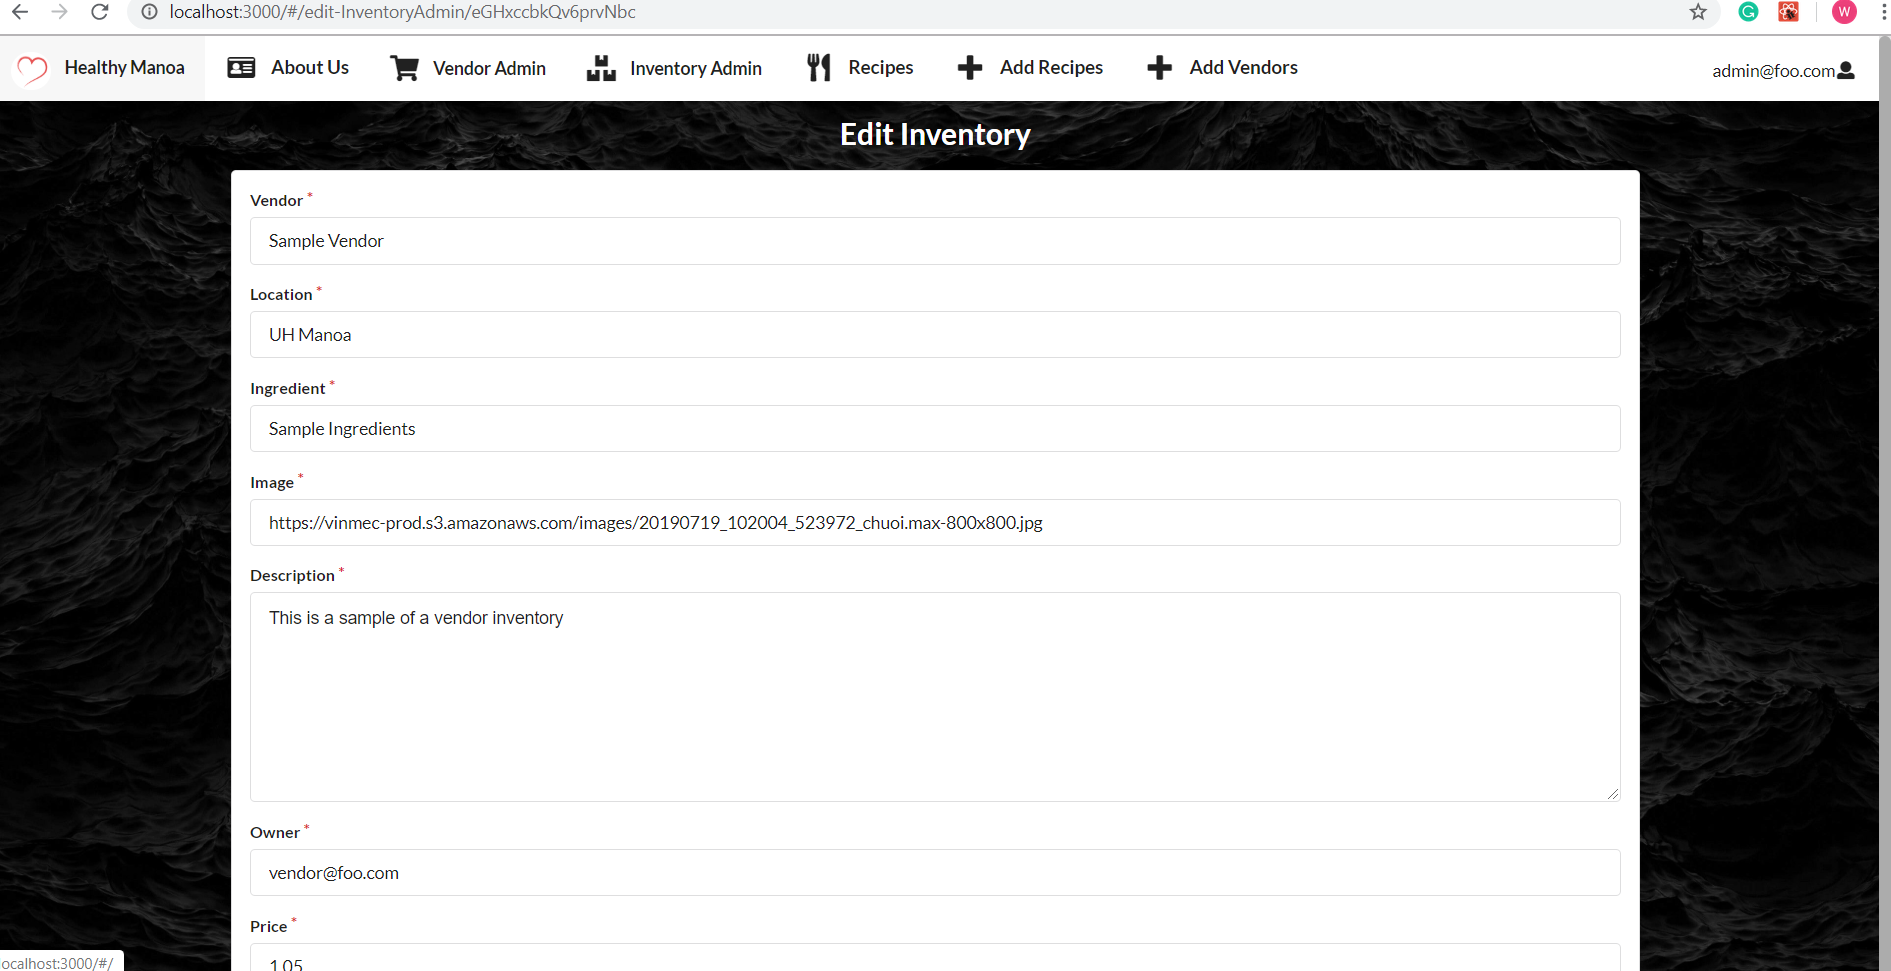 localhost:3000/#/edit-InventoryAdmin/eGHxccbkQv6prvNbc
W
Healthy Manoa About Us Vendor Admin Inventory Admin Recipes Add Recipes Add Vendors admin@foo.com
Edit Inventory
Vendor *
Sample Vendor
Location *
UH Manoa
Ingredient *
Sample Ingredients
Image *
https://vinmec-prod.s3.amazonaws.com/images/20190719_102004_523972_chuoi.max-800x800.jpg
Description *
This is a sample of a vendor inventory
Owner *
vendor@foo.com
Price *
1.05
localhost:3000/#/